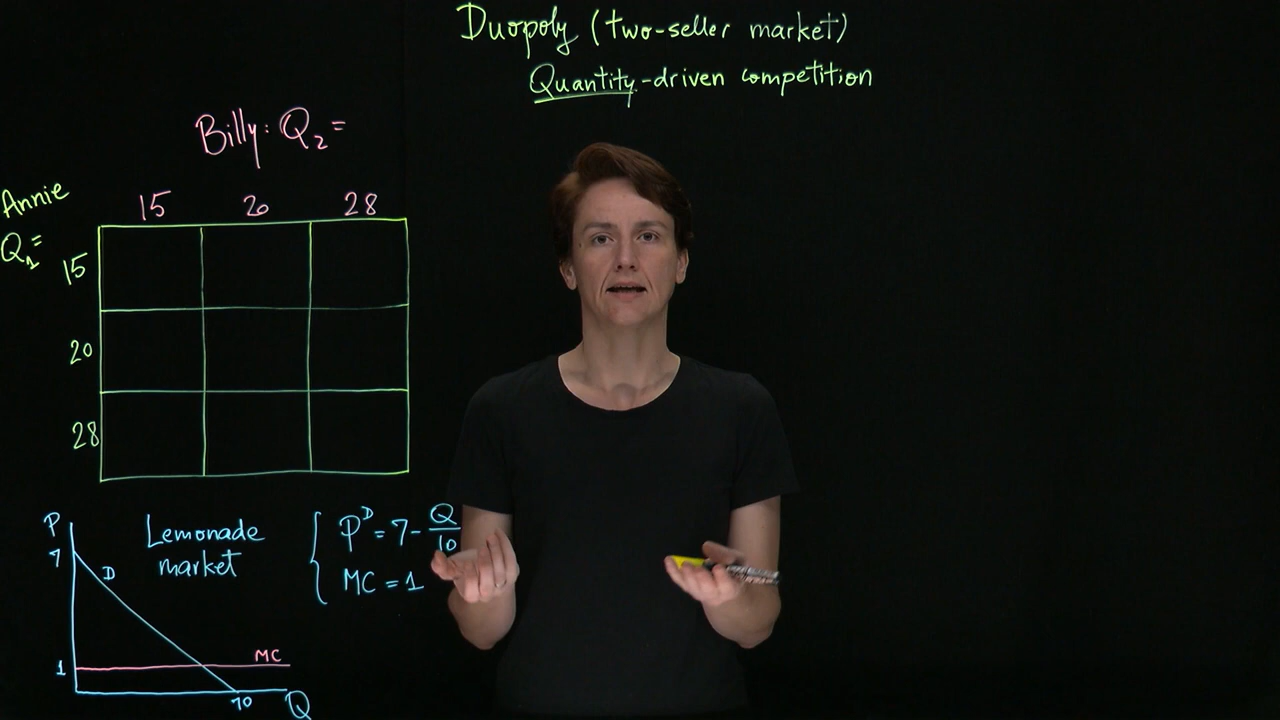 Duopoly (two-seller market)
Quantity-driven competition
Billy: Q₂=
Annie
Q₁=
15 20 28
15
20
28
P
7
D
Lemonade
market
1
MC
70
Q
Pᴰ = 7 - Q/10
MC = 1